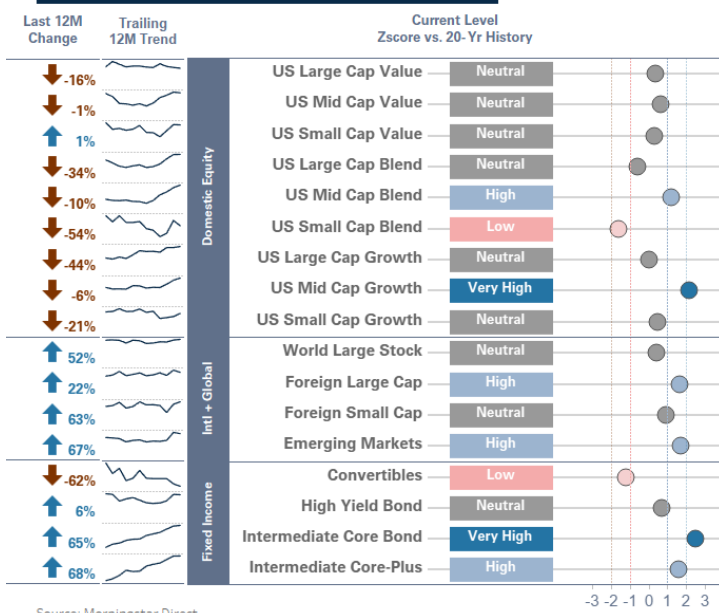 Last 12M Change
Trailing 12M Trend
Current Level
Zscore vs. 20-Yr History
Domestic Equity
-16% US Large Cap Value Neutral
-1% US Mid Cap Value Neutral
1% US Small Cap Value Neutral
-34% US Large Cap Blend Neutral
-10% US Mid Cap Blend High
-54% US Small Cap Blend Low
-44% US Large Cap Growth Neutral
-6% US Mid Cap Growth Very High
-21% US Small Cap Growth Neutral
Intl + Global
52% World Large Stock Neutral
22% Foreign Large Cap High
63% Foreign Small Cap Neutral
67% Emerging Markets High
Fixed Income
-62% Convertibles Low
6% High Yield Bond Neutral
65% Intermediate Core Bond Very High
68% Intermediate Core-Plus High
-3 -2 -1 0 1 2 3
Source: Morningstar Direct